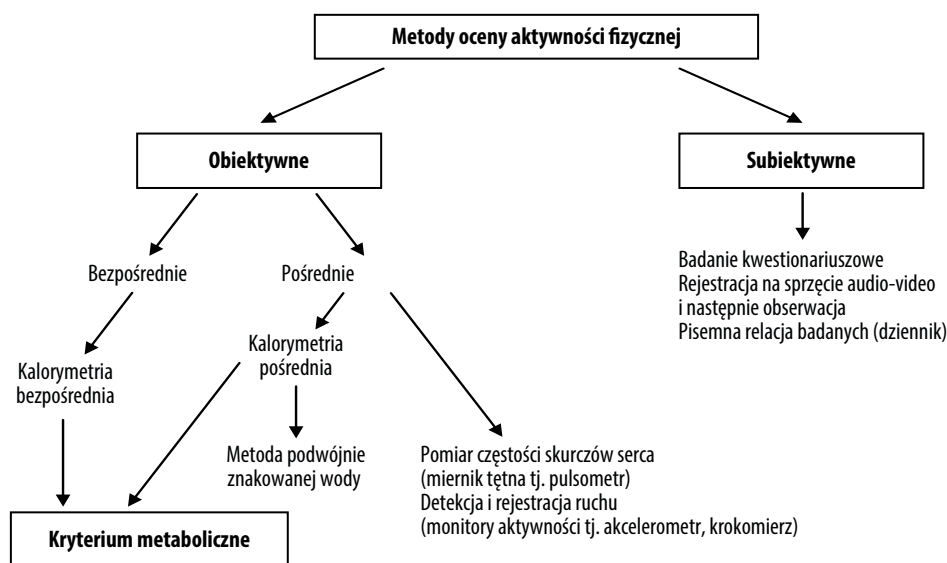 Metody oceny aktywności fizycznej
Obiektywne
Subiektywne
Bezpośrednie
Pośrednie
Badanie kwestionariuszowe
Rejestracja na sprzęcie audio-video
i następnie obserwacja
Pisemna relacja badanych (dziennik)
Kalorymetria
bezpośrednia
Kalorymetria
pośrednia
Metoda podwójnie
znakowanej wody
Pomiar częstości skurczów serca
(miernik tętna tj. pulsometr)
Detekcja i rejestracja ruchu
(monitory aktywności tj. akcelerometr, krokomierz)
Kryterium metaboliczne